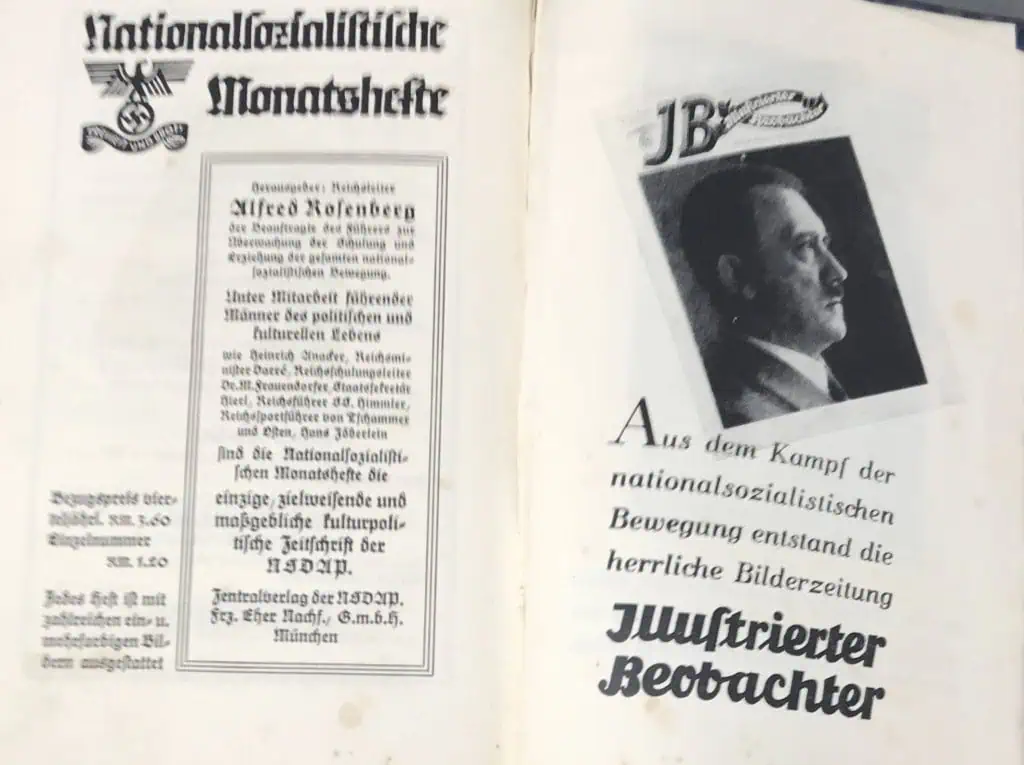 Nationalsozialistische
Monatshefte
Herausgeber: Reichsleiter
Alfred Rosenberg
der Beauftragte des Führers zur
Überwachung der Schulung und
Erziehung der gesamten national-
sozialistischen Bewegung.
Unter Mitarbeit führender
Männer des politischen und
kulturellen Lebens
wie Heinrich Anacker, Reichsmi-
nister Darré, Reichsschulungsleiter
Dr. M. Frauendorfer, Staatssekretär
Hierl, Reichsführer SS. Himmler,
Reichssportführer von Tschammer
und Osten, Hans Zöberlein
sind die Nationalsozialisti-
schen Monatshefte die
einzige, zielweisende und
maßgebliche kulturpoli-
tische Zeitschrift der
NSDAP.
Zentralverlag der NSDAP.
Frz. Eher Nachf., G.m.b.H.
München
Bezugspreis vier-
teljährl. RM. 3.60
Einzelnummer
RM. 1.20
Jedes Heft ist mit
zahlreichen ein- u.
mehrfarbigen Bil-
dern ausgestattet
JB
Illustrierter
Beobachter
Aus dem Kampf der
nationalsozialistischen
Bewegung entstand die
herrliche Bilderzeitung
Illustrierter
Beobachter